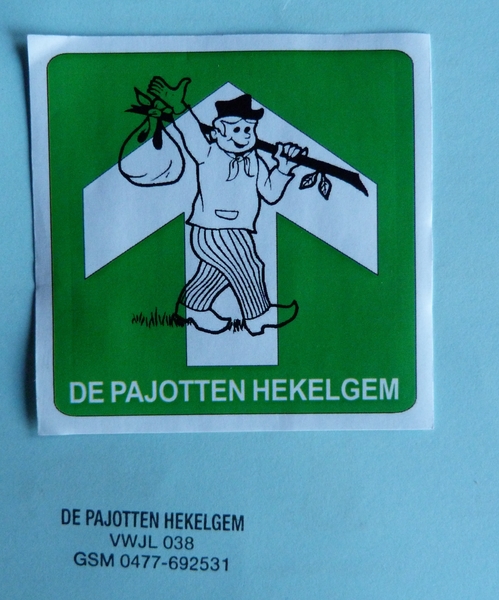 DE PAJOTTEN HEKELGEM
DE PAJOTTEN HEKELGEM
VWJL 038
GSM 0477-692531